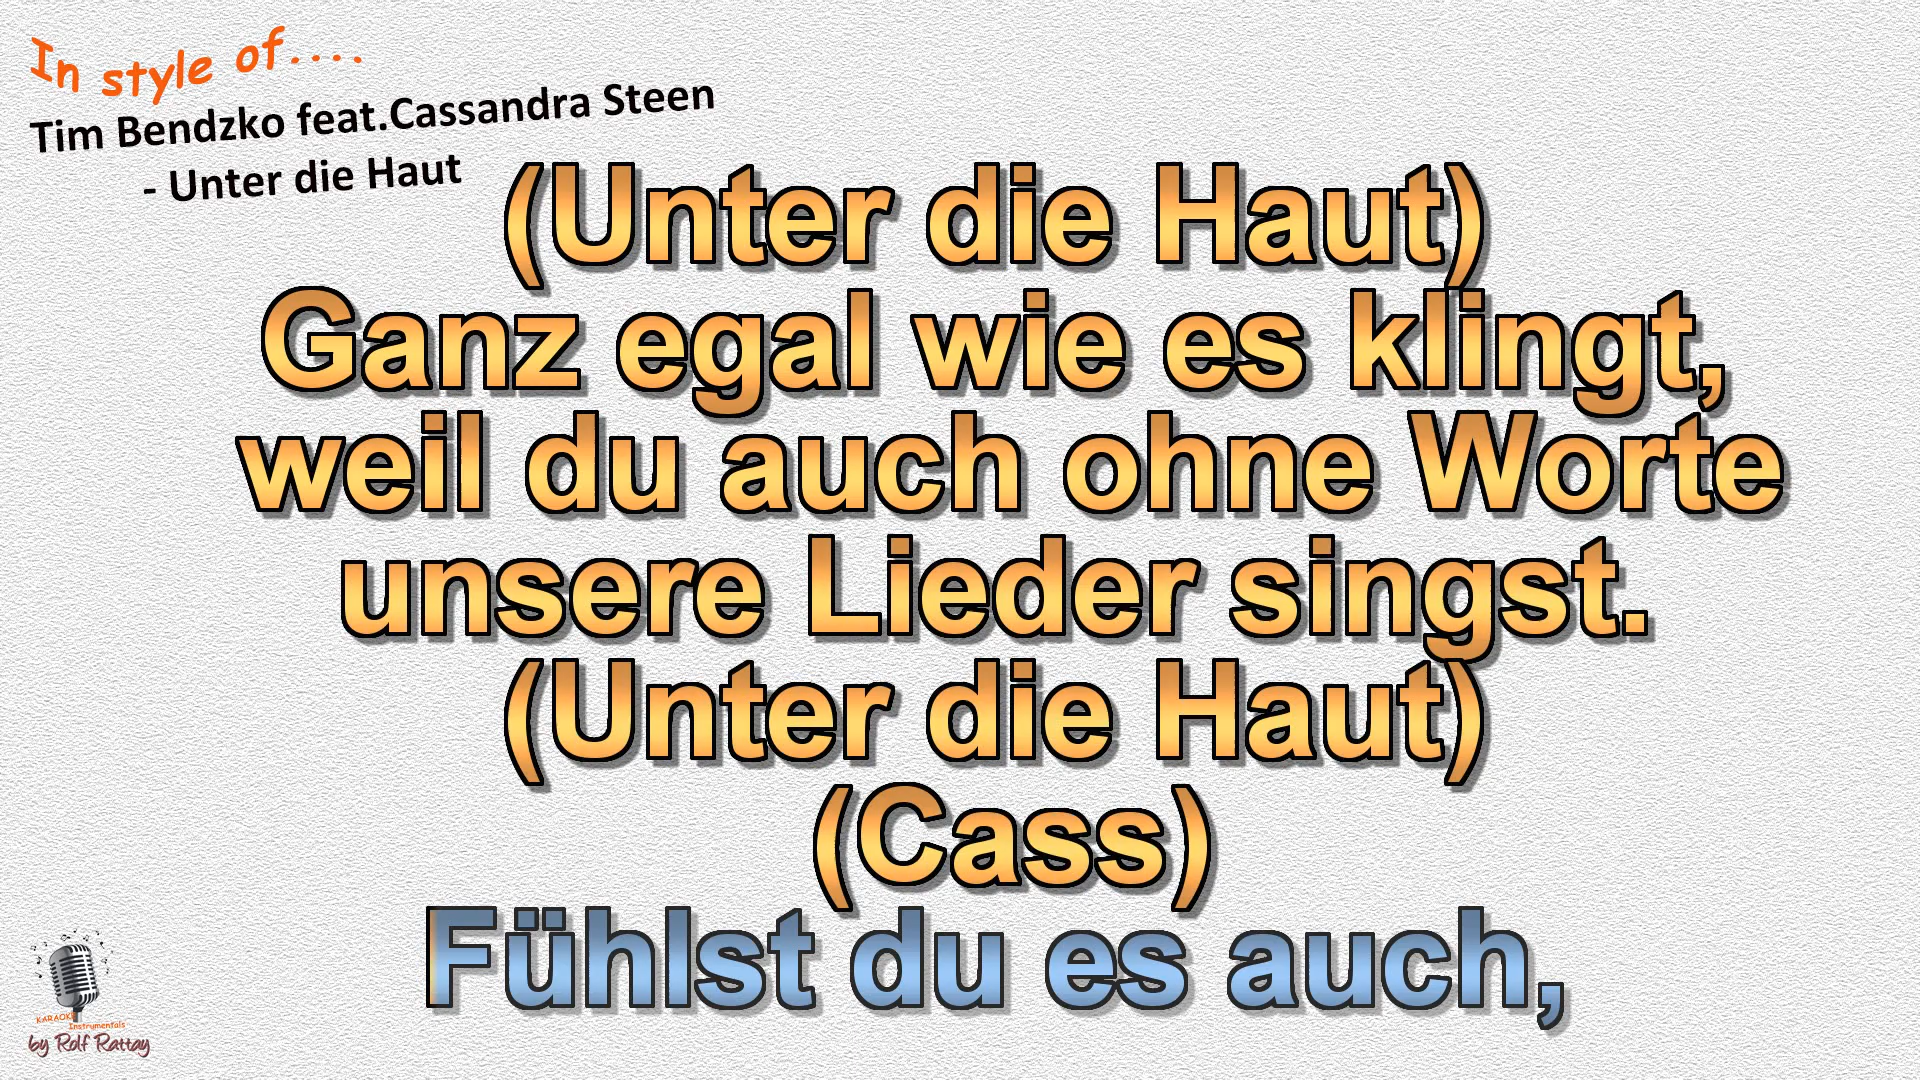 In style of....
Tim Bendzko feat.Cassandra Steen
- Unter die Haut
(Unter die Haut)
Ganz egal wie es klingt,
weil du auch ohne Worte
unsere Lieder singst.
(Unter die Haut)
(Cass)
Fühlst du es auch,
KARAOKE
Instrumentals
by Rolf Rattay